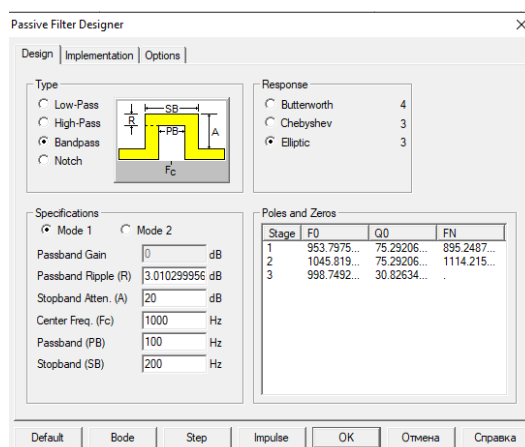 Passive Filter Designer
Design Implementation Options
Type
Low-Pass
High-Pass
Bandpass
Notch
SB
R
PB
A
Fc
Response
Butterworth 4
Chebyshev 3
Elliptic 3
Specifications
Mode 1 Mode 2
Passband Gain 0 dB
Passband Ripple (R) 3.010299956 dB
Stopband Atten. (A) 20 dB
Center Freq. (Fc) 1000 Hz
Passband (PB) 100 Hz
Stopband (SB) 200 Hz
Poles and Zeros
Stage F0 Q0 FN
1 953.7975... 75.29206... 895.2487...
2 1045.819... 75.29206... 1114.215...
3 998.7492... 30.82634... .
Default Bode Step Impulse OK Отмена Справка